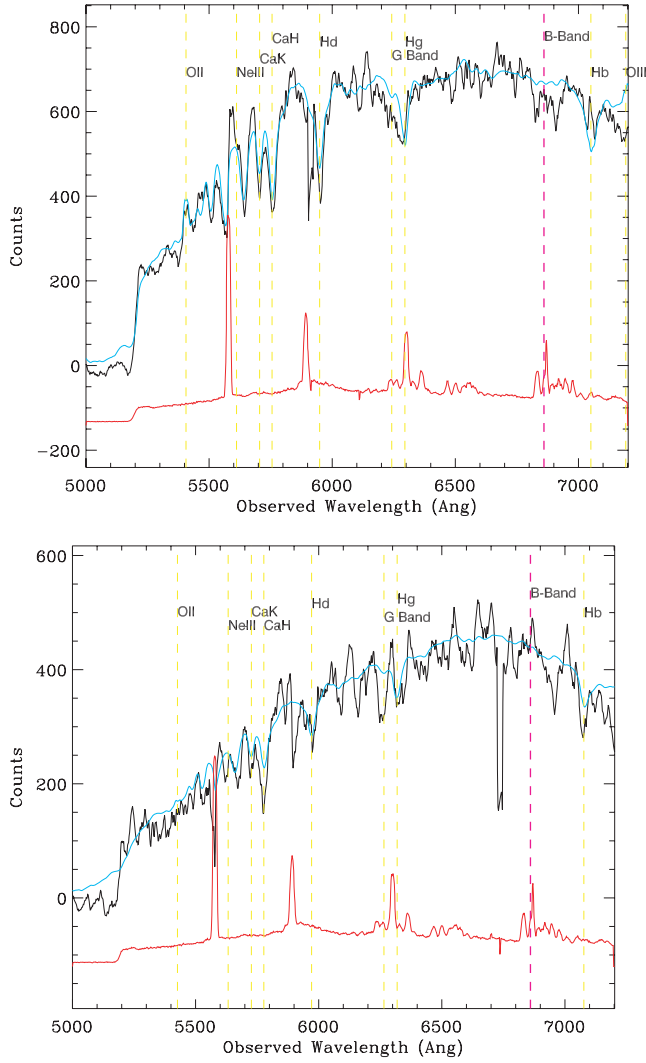 800
600
400
200
0
−200
Counts
OII
NeIII
CaH
CaK
Hd
Hg
G Band
B-Band
Hb
OIII
5000 5500 6000 6500 7000
Observed Wavelength (Ang)
600
400
200
0
Counts
OII
NeIII
CaK
CaH
Hd
Hg
G Band
B-Band
Hb
5000 5500 6000 6500 7000
Observed Wavelength (Ang)